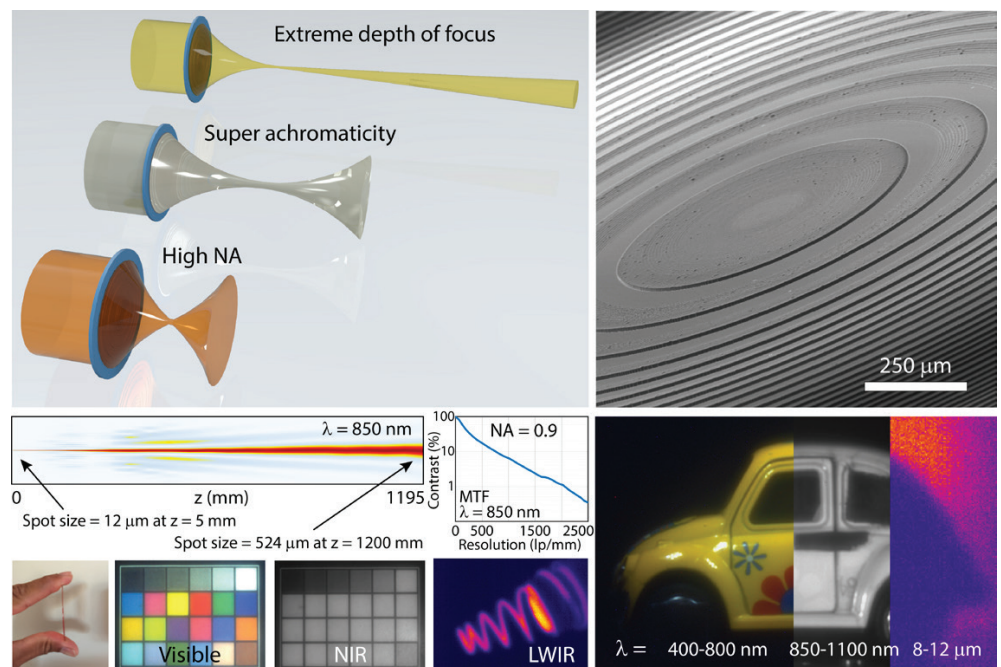 Extreme depth of focus
Super achromaticity
High NA
250 μm
λ = 850 nm
0
z (mm)
1195
Spot size = 12 μm at z = 5 mm
Spot size = 524 μm at z = 1200 mm
Contrast (%)
100
10
1
NA = 0.9
MTF
λ = 850 nm
0
500
1500
2500
Resolution (lp/mm)
Visible
NIR
LWIR
λ = 400-800 nm 850-1100 nm 8-12 μm